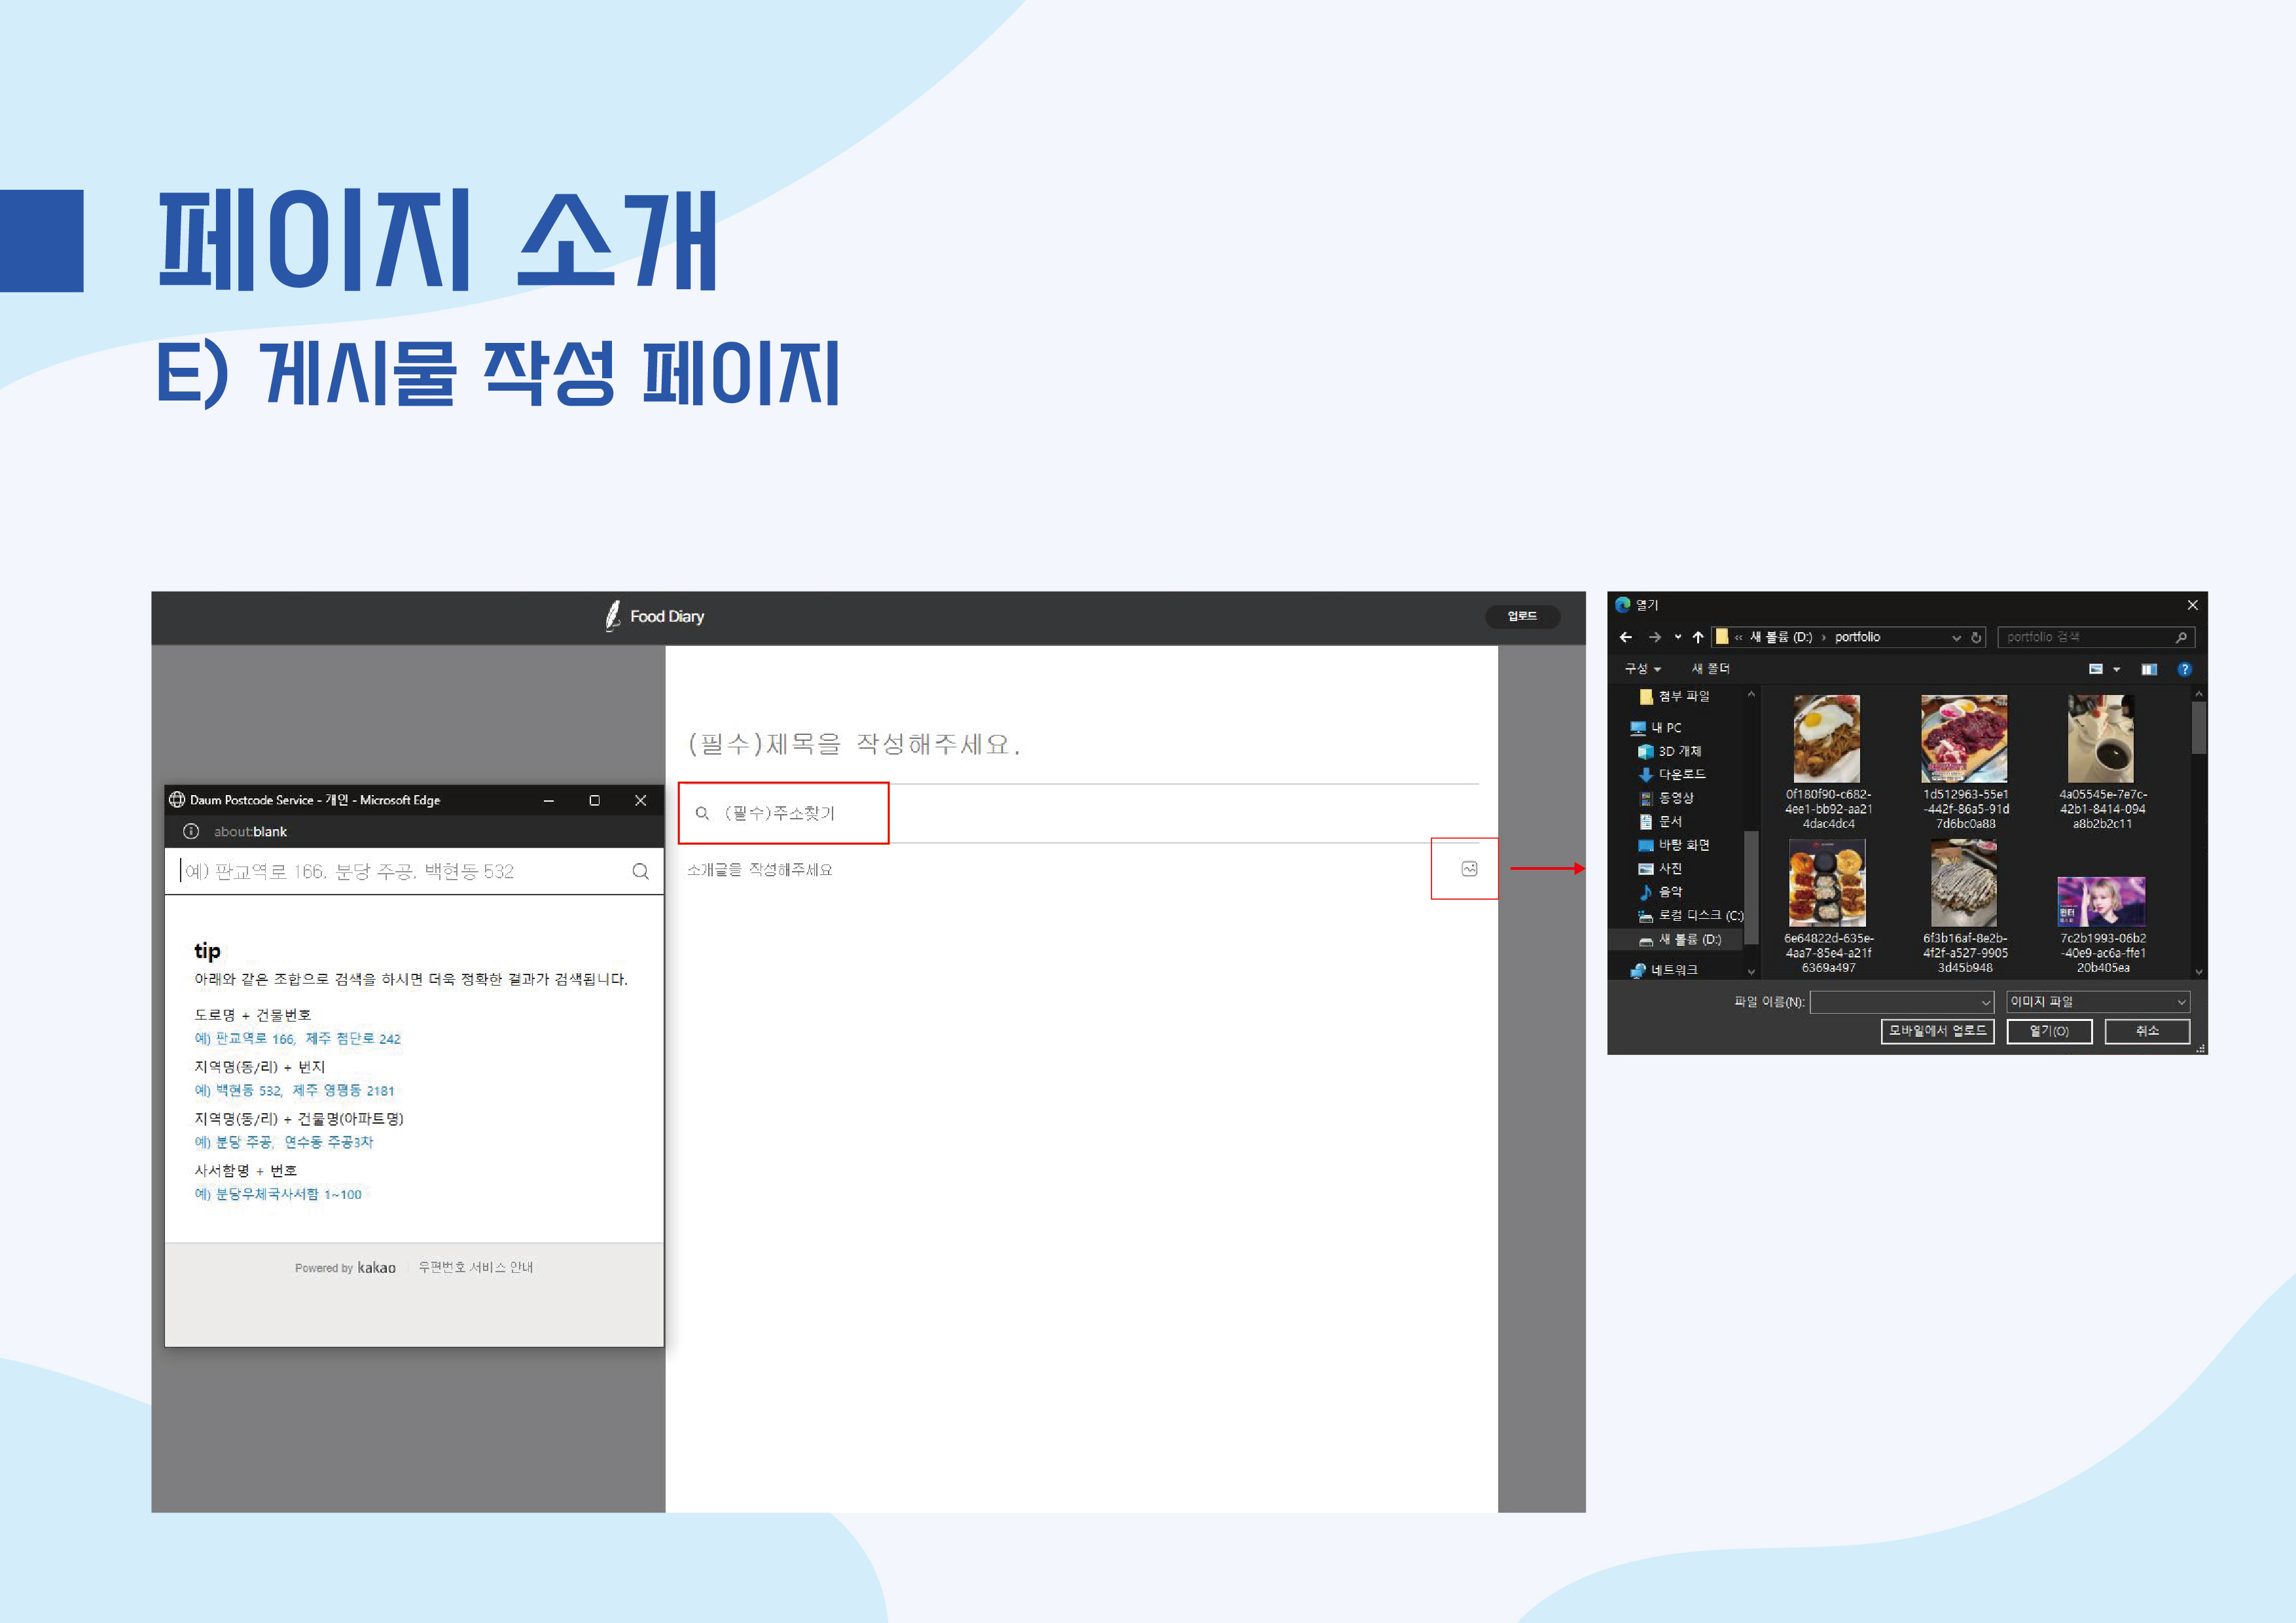 페이지 소개
E) 게시물 작성 페이지
Food Diary
업로드
(필수)제목을 작성해주세요.
(필수)주소찾기
소개글을 작성해주세요
Daum Postcode Service - 개인 - Microsoft Edge
about:blank
예) 판교역로 166, 분당 주공, 백현동 532
tip
아래와 같은 조합으로 검색을 하시면 더욱 정확한 결과가 검색됩니다.
도로명 + 건물번호
예) 판교역로 166, 제주 첨단로 242
지역명(동/리) + 번지
예) 백현동 532, 제주 영평동 2181
지역명(동/리) + 건물명(아파트명)
예) 분당 주공, 연수동 주공3차
사서함명 + 번호
예) 분당우체국사서함 1~100
Powered by kakao 우편번호 서비스 안내
열기
« 새 볼륨 (D:) › portfolio
portfolio 검색
구성
새 폴더
첨부 파일
내 PC
3D 개체
다운로드
동영상
문서
바탕 화면
사진
음악
로컬 디스크 (C:)
새 볼륨 (D:)
네트워크
0f180f90-c682-
4ee1-bb92-aa21
4dac4dc4
1d512963-55e1
-442f-86a5-91d
7d6bc0a88
4a05545e-7e7c-
42b1-8414-094
a8b2b2c11
6e64822d-635e-
4aa7-85e4-a21f
6369a497
6f3b16af-8e2b-
4f2f-a527-9905
3d45b948
윈터
7c2b1993-06b2
-40e9-ac6a-ffe1
20b405ea
파일 이름(N):
이미지 파일
모바일에서 업로드
열기(O)
취소